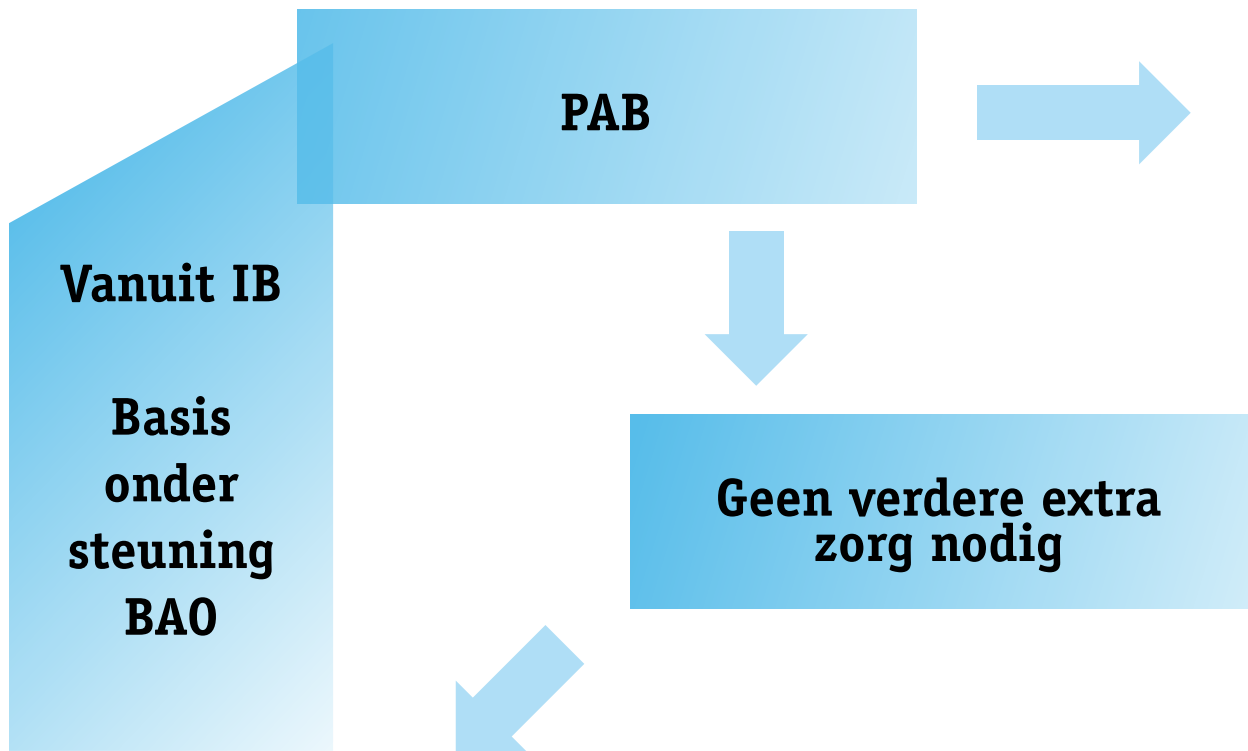 PAB
Vanuit IB
Basis
onder
steuning
BAO
Geen verdere extra
zorg nodig